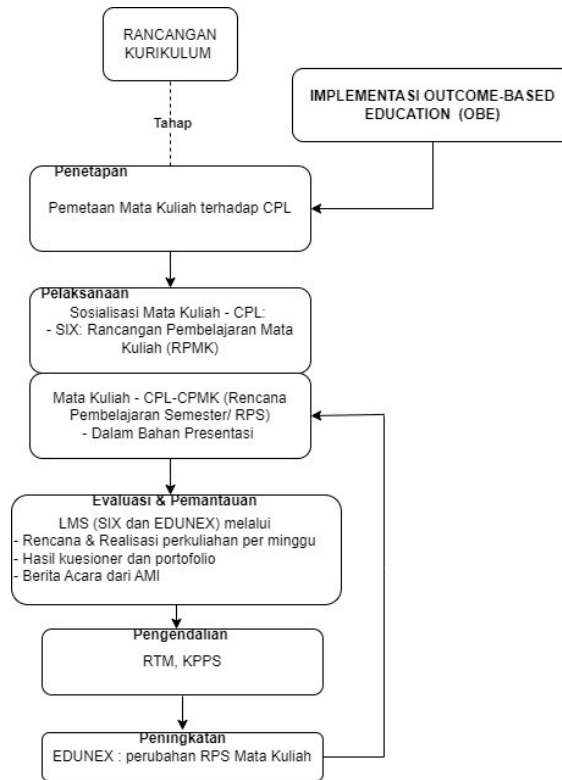 RANCANGAN
KURIKULUM
IMPLEMENTASI OUTCOME-BASED
EDUCATION (OBE)
Tahap
Penetapan
Pemetaan Mata Kuliah terhadap CPL
Pelaksanaan
Sosialisasi Mata Kuliah - CPL:
- SIX: Rancangan Pembelajaran Mata
Kuliah (RPMK)
Mata Kuliah - CPL-CPMK (Rencana
Pembelajaran Semester/ RPS)
- Dalam Bahan Presentasi
Evaluasi & Pemantauan
LMS (SIX dan EDUNEX) melalui
- Rencana & Realisasi perkuliahan per minggu
- Hasil kuesioner dan portofolio
- Berita Acara dari AMI
Pengendalian
RTM, KPPS
Peningkatan
EDUNEX : perubahan RPS Mata Kuliah